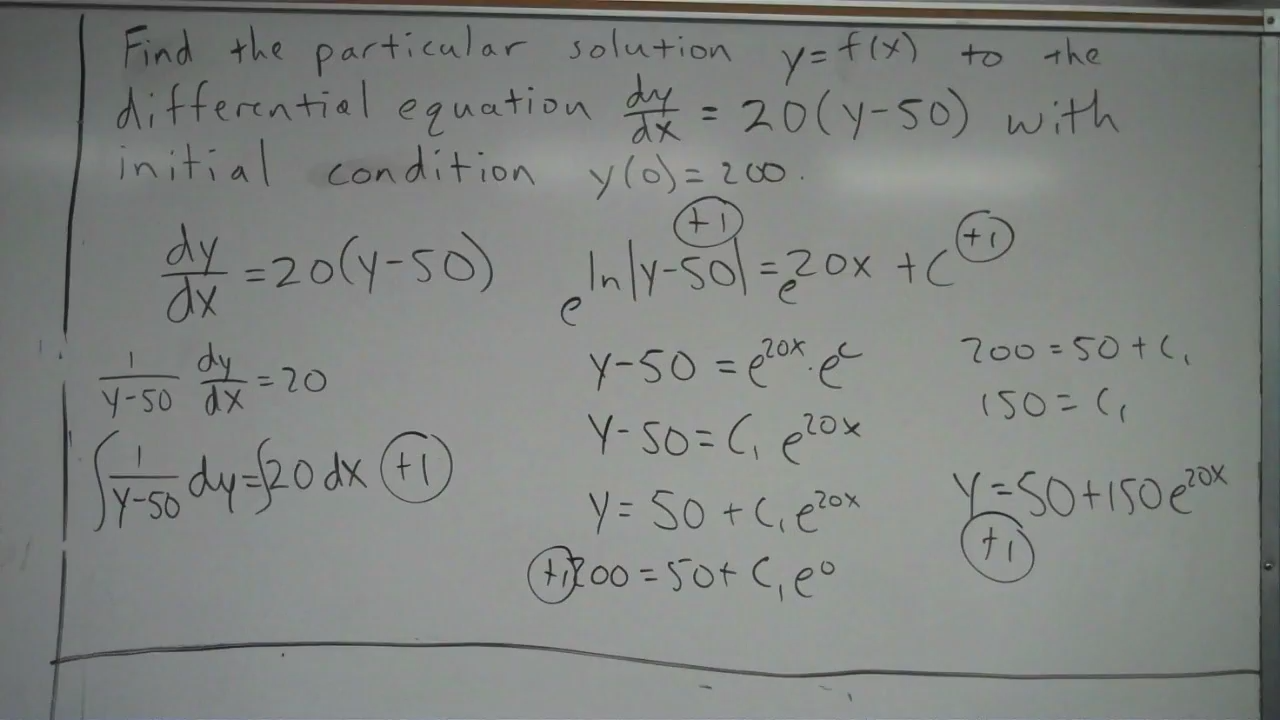 Find the particular solution y=f(x) to the
differential equation dy/dx = 20(y-50) with
initial condition y(0)=200.
dy/dx = 20(y-50)
1/(y-50) dy/dx = 20
∫ 1/(y-50) dy = ∫20 dx +1
+1
e^ln|y-50| = e^20x + C +1
y-50 = e^20x · e^c
y-50 = C₁ e^20x
y = 50 + C₁ e^20x
+1 200 = 50 + C₁ e^0
200 = 50 + C₁
150 = C₁
y = 50 + 150e^20x
+1